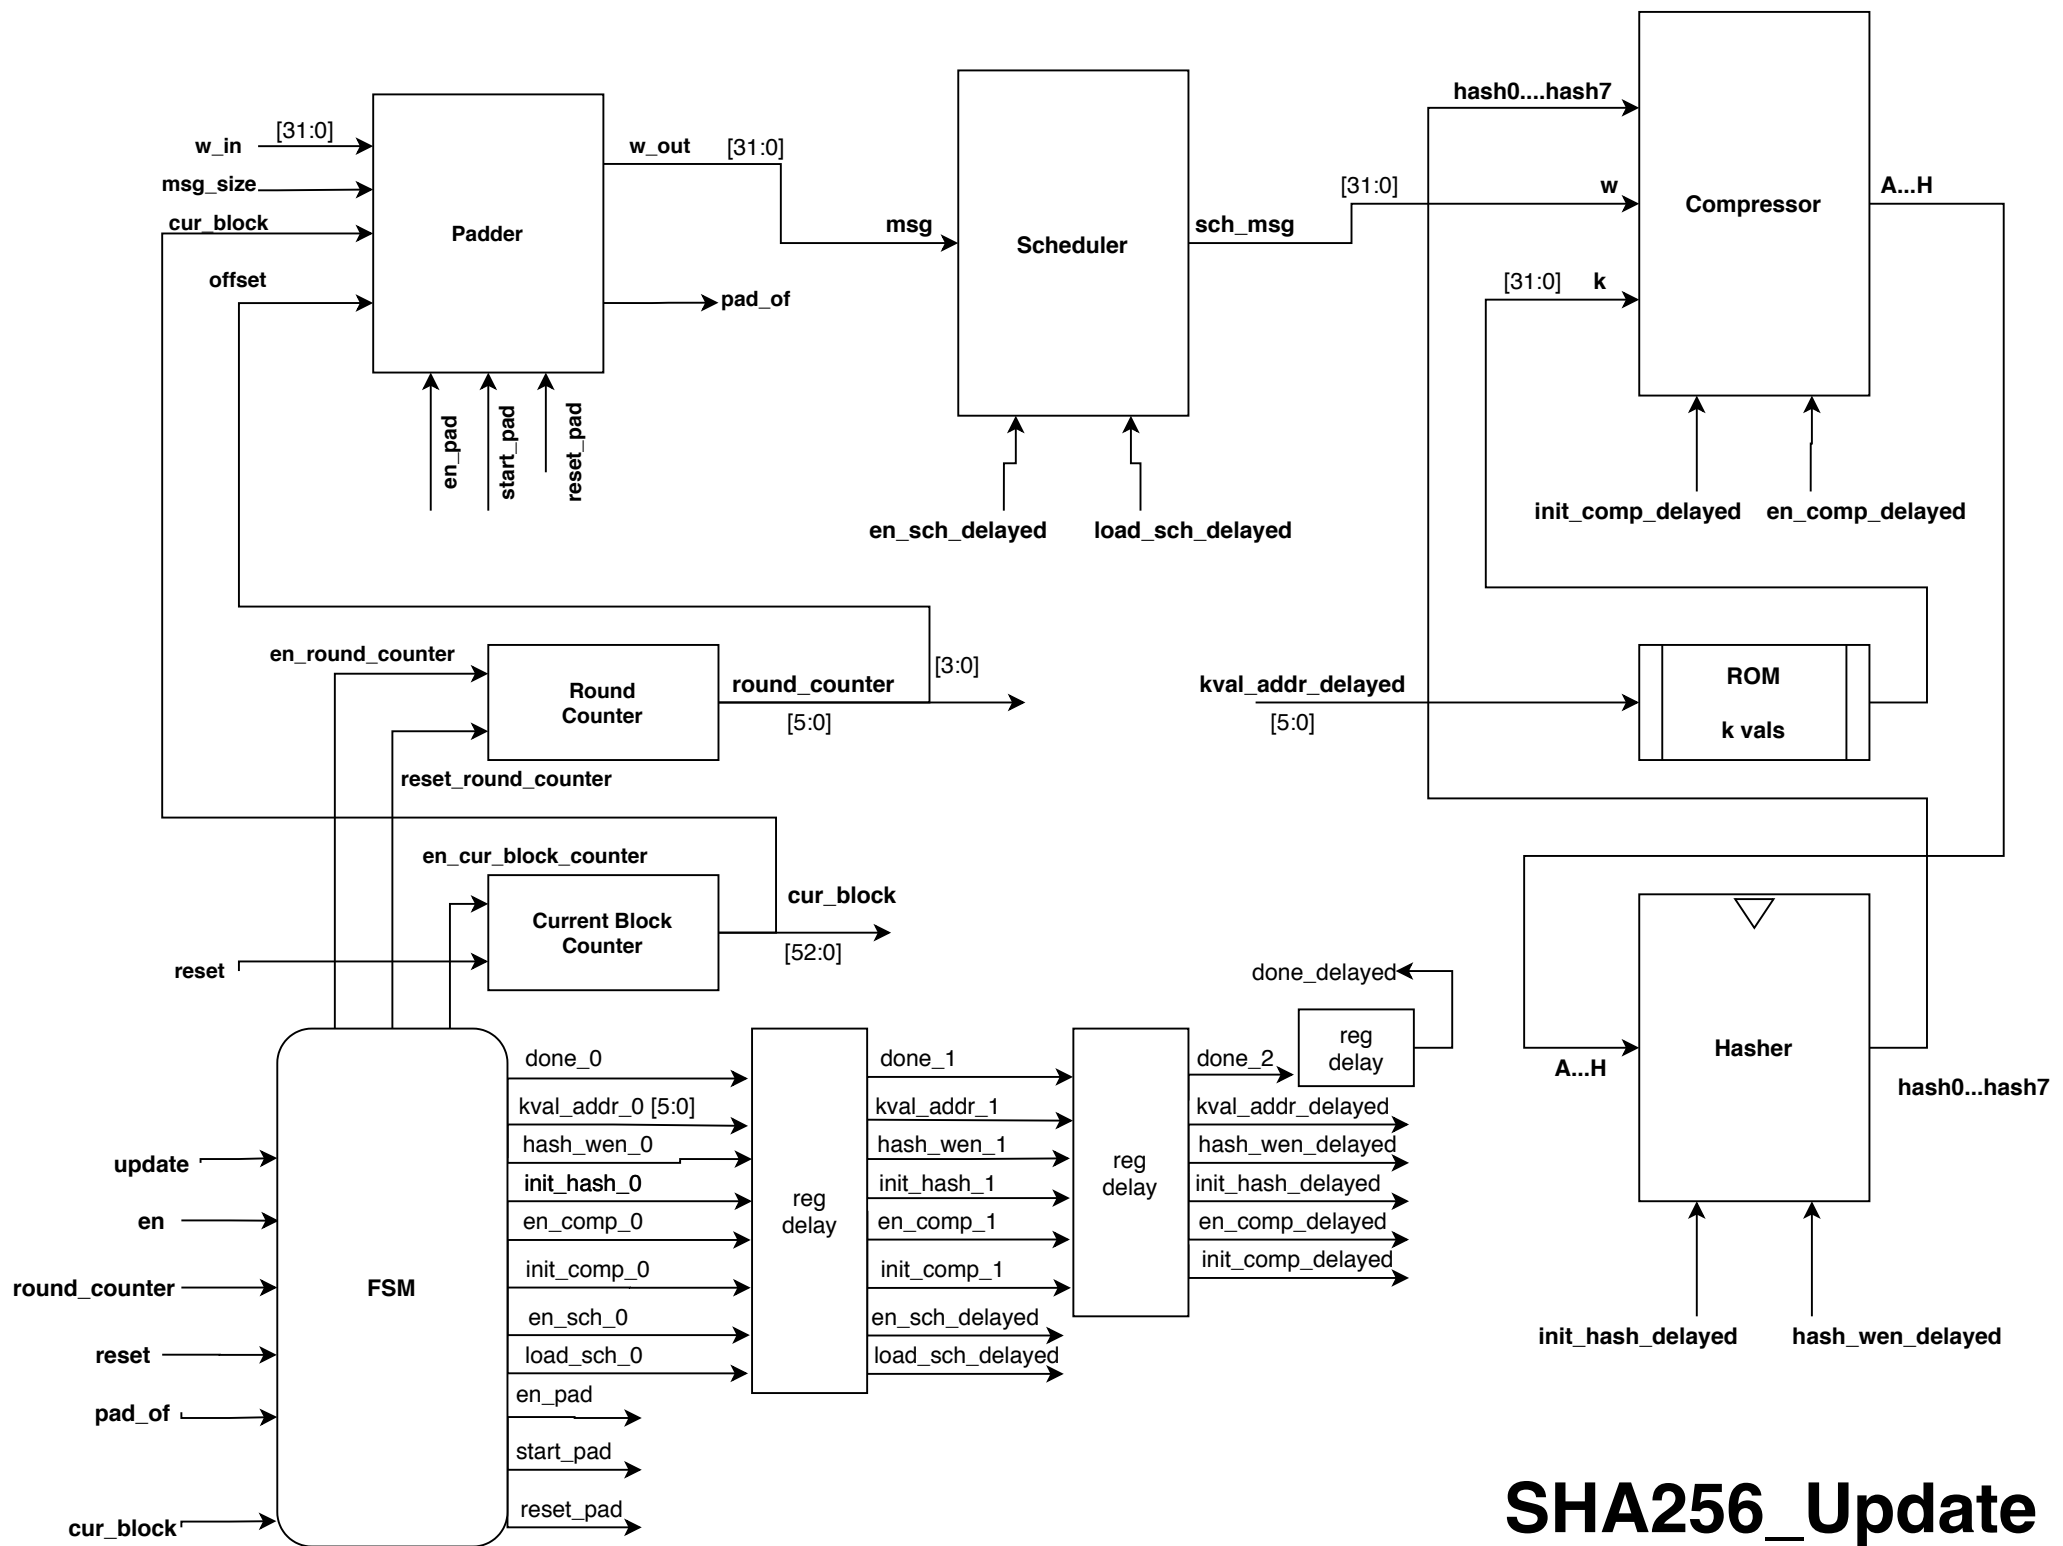 hash0....hash7
w_in
[31:0]
w_out
[31:0]
msg_size
cur_block
offset
Padder
pad_of
en_pad
start_pad
reset_pad
msg
Scheduler
sch_msg
[31:0]
w
Compressor
A...H
[31:0]
k
en_sch_delayed
load_sch_delayed
init_comp_delayed
en_comp_delayed
en_round_counter
Round
Counter
round_counter
[3:0]
[5:0]
reset_round_counter
kval_addr_delayed
[5:0]
ROM
k vals
en_cur_block_counter
Current Block
Counter
cur_block
[52:0]
reset
done_delayed
reg
delay
Hasher
A...H
hash0...hash7
init_hash_delayed
hash_wen_delayed
update
en
round_counter
reset
pad_of
cur_block
FSM
done_0
kval_addr_0 [5:0]
hash_wen_0
init_hash_0
en_comp_0
init_comp_0
en_sch_0
load_sch_0
en_pad
start_pad
reset_pad
reg
delay
done_1
kval_addr_1
hash_wen_1
init_hash_1
en_comp_1
init_comp_1
en_sch_delayed
load_sch_delayed
reg
delay
done_2
kval_addr_delayed
hash_wen_delayed
init_hash_delayed
en_comp_delayed
init_comp_delayed
SHA256_Update